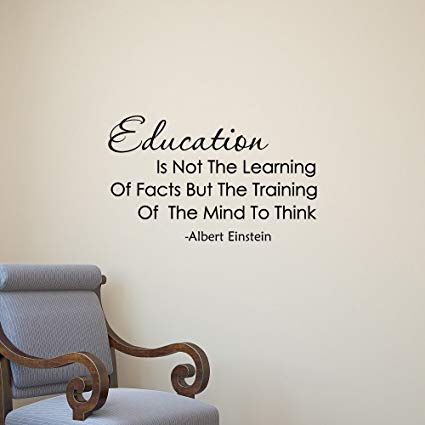 Education
Is Not The Learning
Of Facts But The Training
Of The Mind To Think
-Albert Einstein